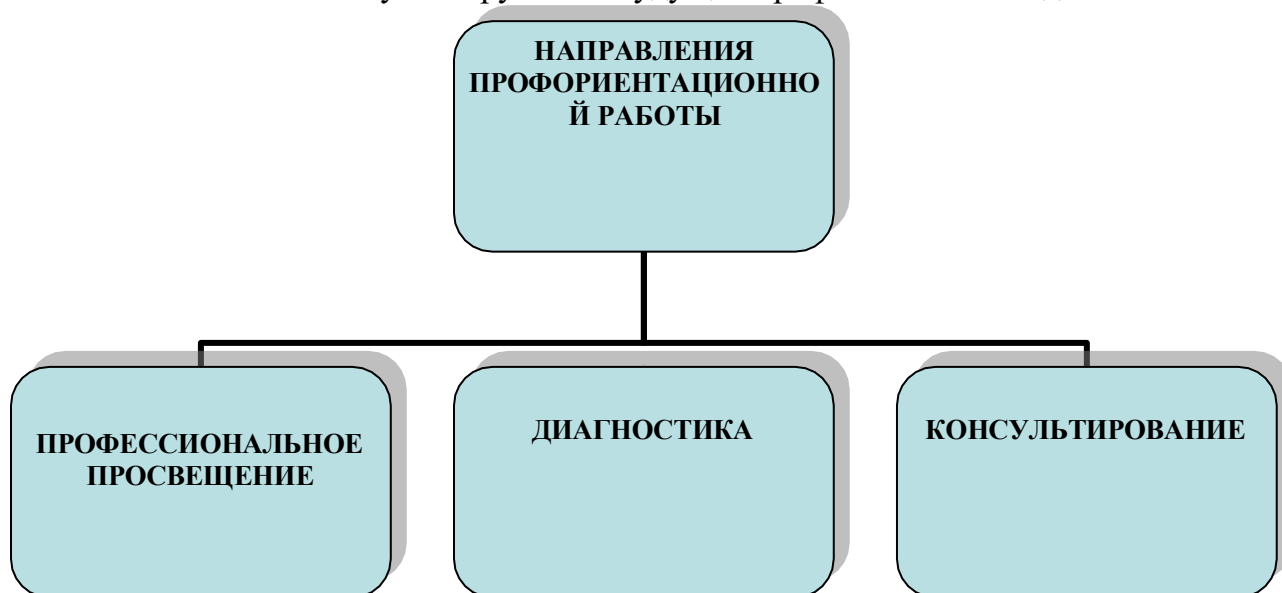 НАПРАВЛЕНИЯ
ПРОФОРИЕНТАЦИОННО
Й РАБОТЫ
ПРОФЕССИОНАЛЬНОЕ
ПРОСВЕЩЕНИЕ
ДИАГНОСТИКА
КОНСУЛЬТИРОВАНИЕ